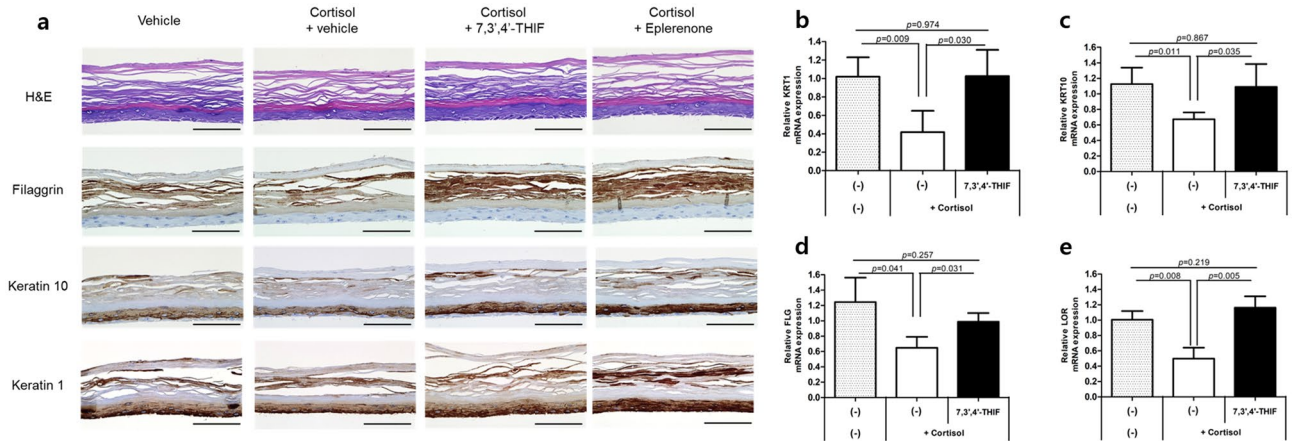 a
Vehicle
Cortisol
+ vehicle
Cortisol
+ 7,3',4'-THIF
Cortisol
+ Eplerenone
H&E
Filaggrin
Keratin 10
Keratin 1
b
p=0.974
p=0.009
p=0.030
Relative KRT1
mRNA expression
1.4
1.2
1.0
0.8
0.6
0.4
0.2
0.0
(-)
(-)
7,3',4'-THIF
(-)
+ Cortisol
c
p=0.867
p=0.011
p=0.035
Relative KRT10
mRNA expression
1.6
1.4
1.2
1.0
0.8
0.6
0.4
0.2
0.0
(-)
(-)
7,3',4'-THIF
(-)
+ Cortisol
d
p=0.257
p=0.041
p=0.031
Relative FLG
mRNA expression
1.6
1.4
1.2
1.0
0.8
0.6
0.4
0.2
0.0
(-)
(-)
7,3',4'-THIF
(-)
+ Cortisol
e
p=0.219
p=0.008
p=0.005
Relative LOR
mRNA expression
1.6
1.4
1.2
1.0
0.8
0.6
0.4
0.2
0.0
(-)
(-)
7,3',4'-THIF
(-)
+ Cortisol